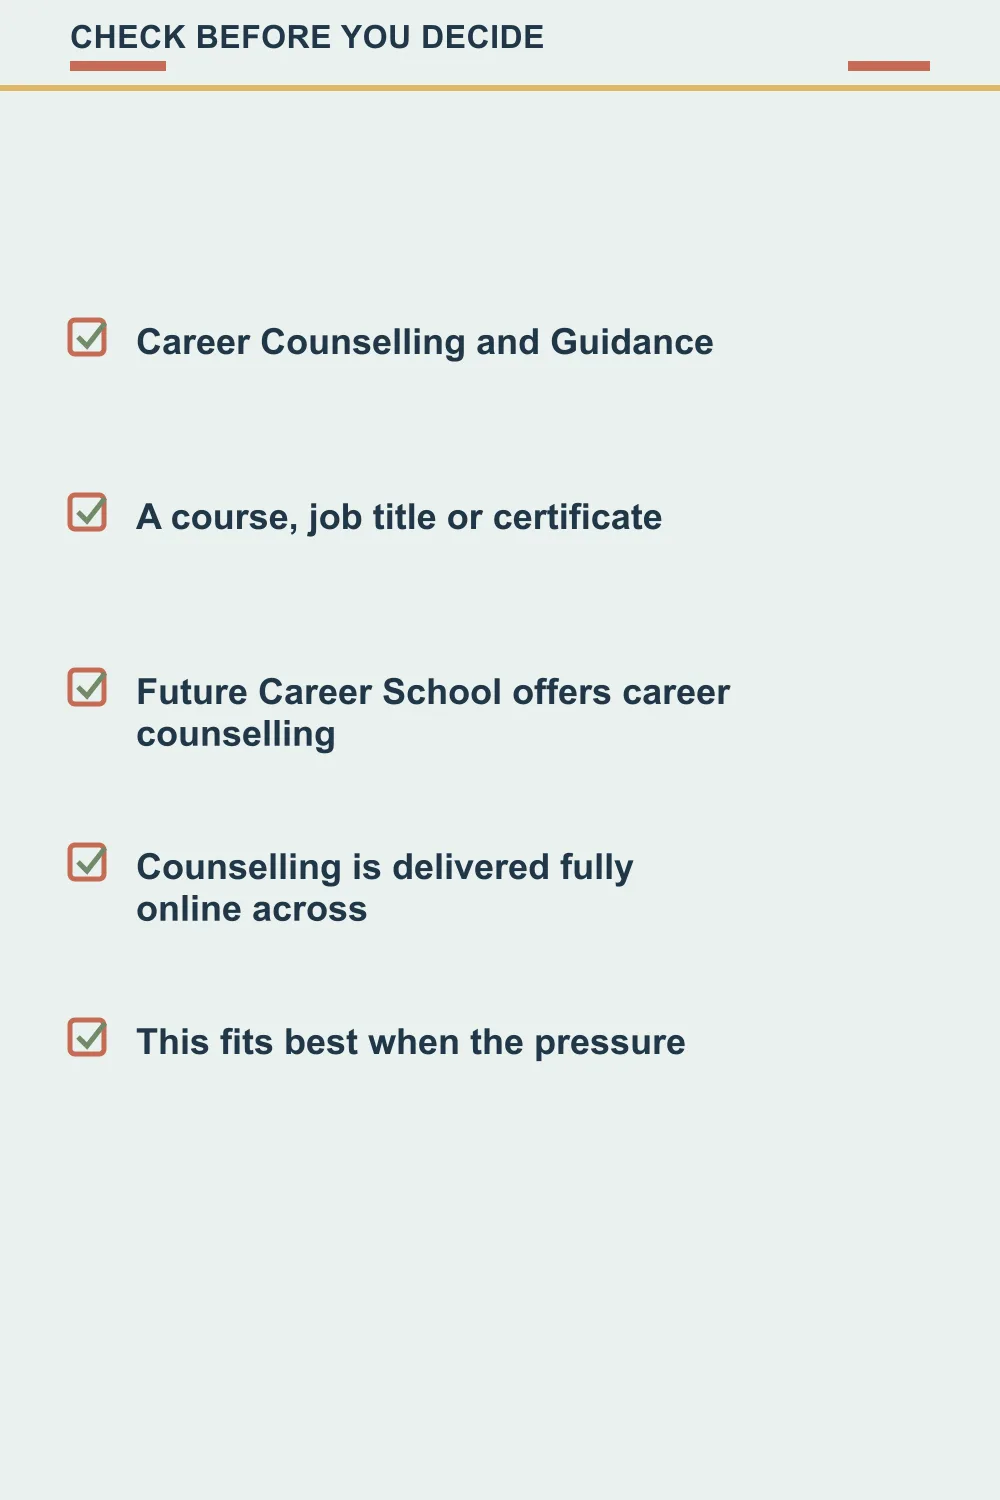 CHECK BEFORE YOU DECIDE
Career Counselling and Guidance
A course, job title or certificate
Future Career School offers career
counselling
Counselling is delivered fully
online across
This fits best when the pressure